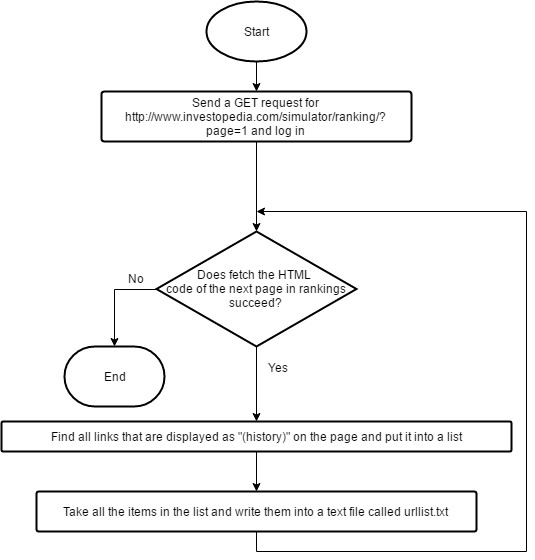 Start
Send a GET request for
http://www.investopedia.com/simulator/ranking/?
page=1 and log in
Does fetch the HTML
code of the next page in rankings
succeed?
No
End
Yes
Find all links that are displayed as "(history)" on the page and put it into a list
Take all the items in the list and write them into a text file called urllist.txt